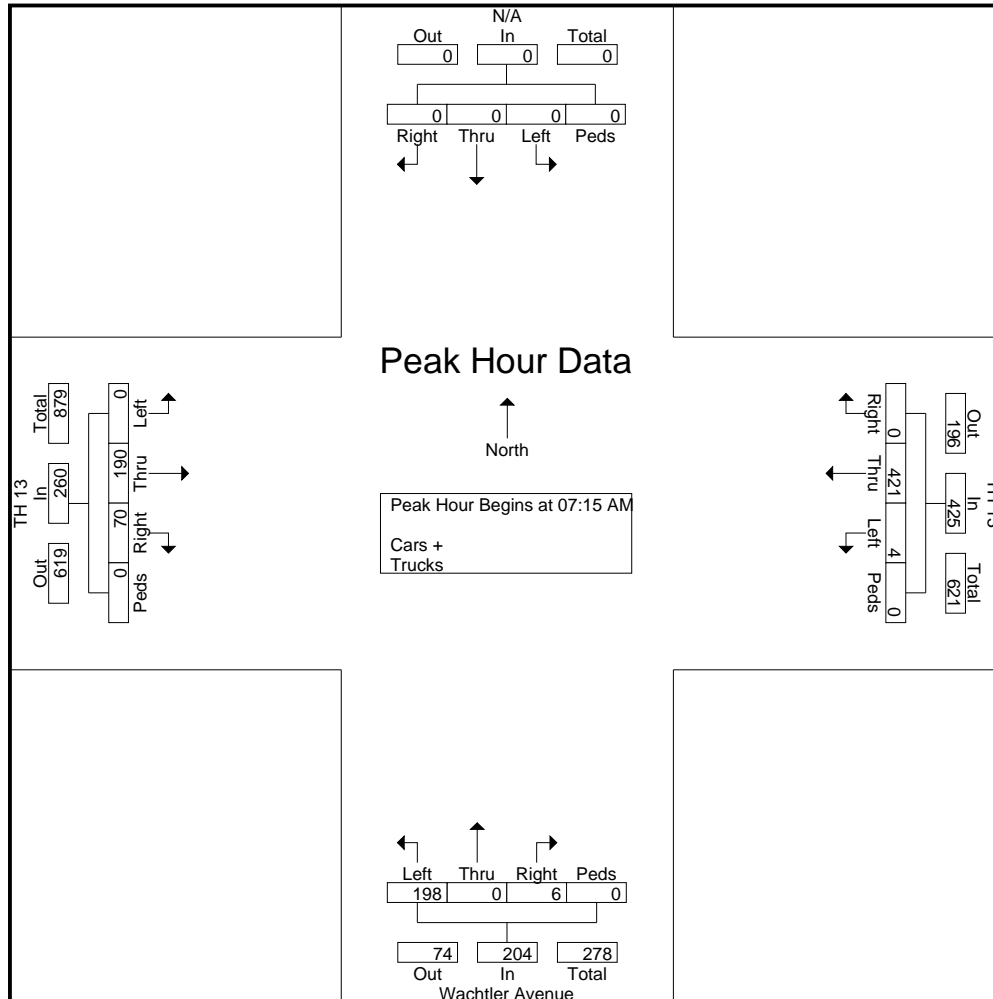 N/A
Out In Total
0 0 0
0 0 0 0
Right Thru Left Peds
Peak Hour Data
North
Peak Hour Begins at 07:15 AM
Cars +
Trucks
TH 13
Out In Total
619 260 879
0 190 70 0
Left Thru Right Peds
Out In Total
196 425 621
0 421 4 0
Right Thru Left Peds
Left Thru Right Peds
198 0 6 0
74 204 278
Out In Total
Wachtler Avenue